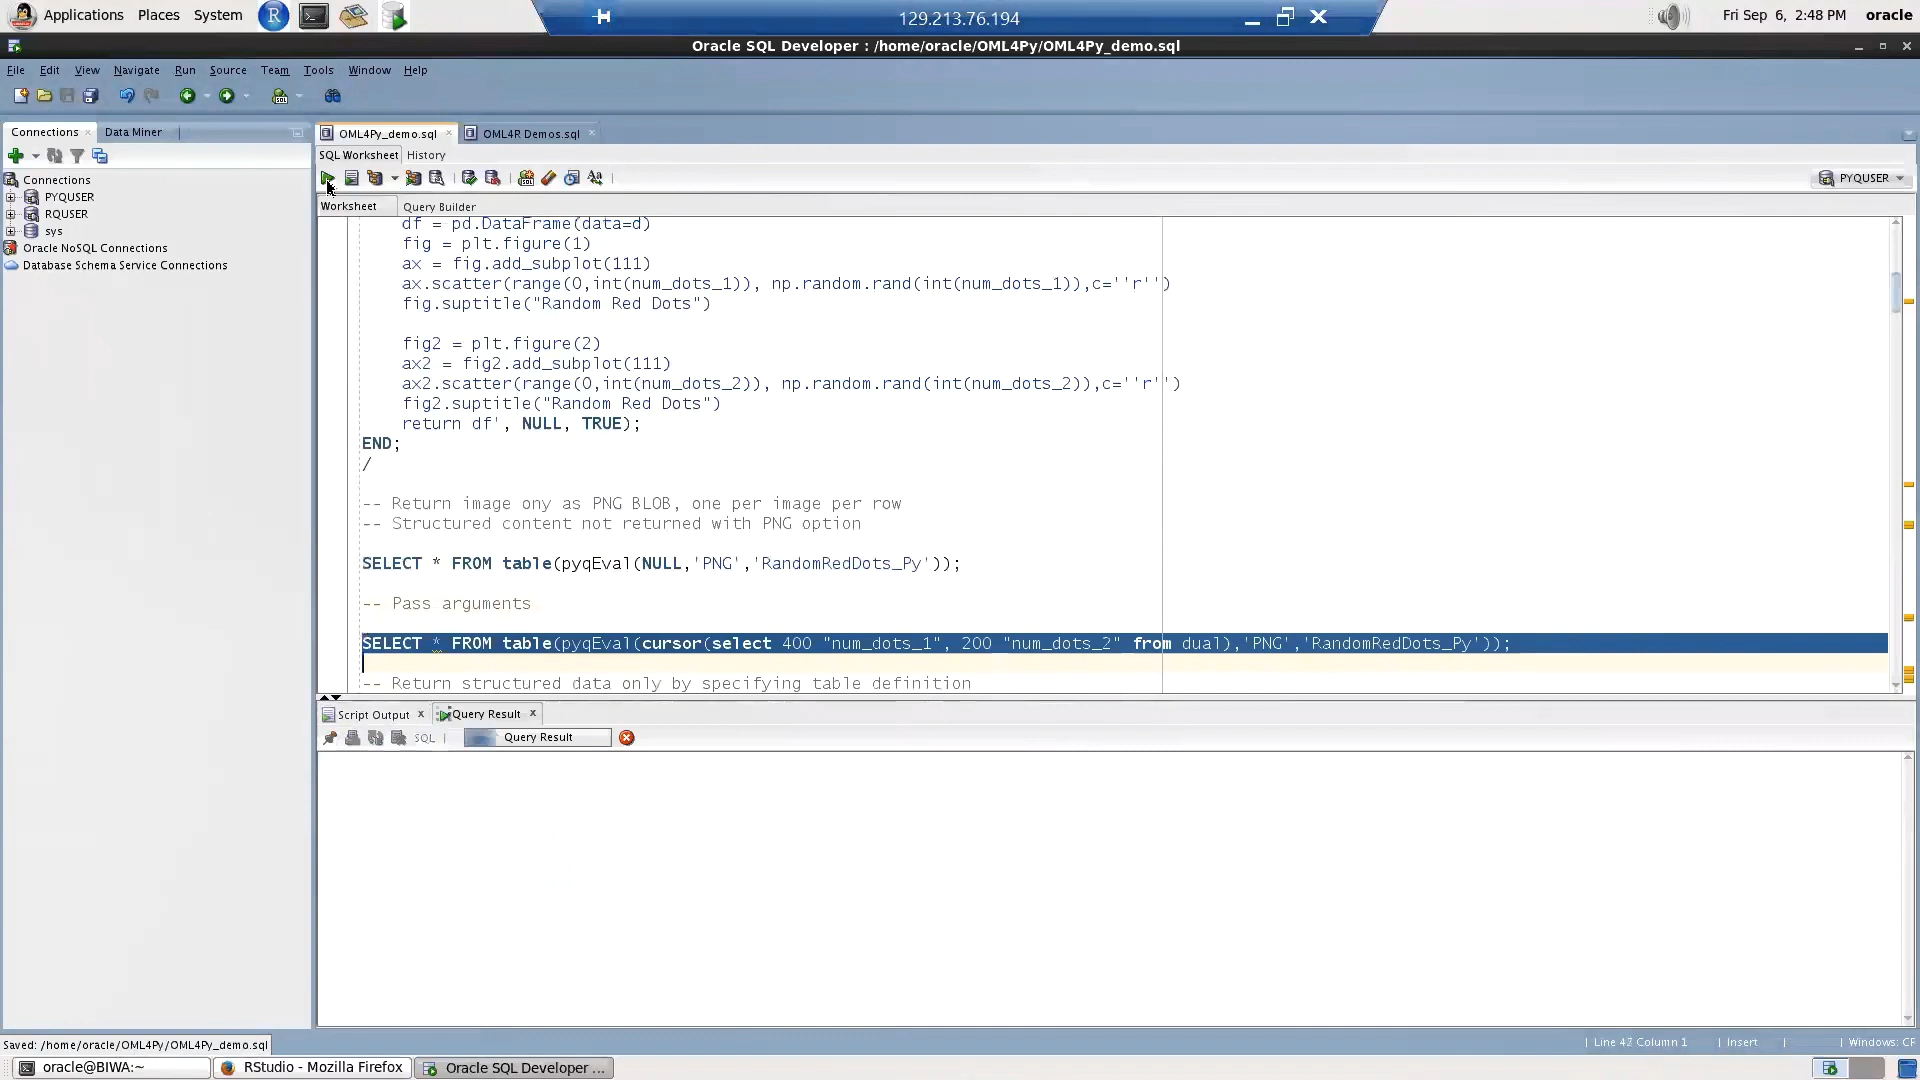 Applications Places System
129.213.76.194
Fri Sep 6, 2:48 PM oracle
Oracle SQL Developer : /home/oracle/OML4Py/OML4Py_demo.sql
File Edit View Navigate Run Source Team Tools Window Help
Connections Data Miner
OML4Py_demo.sql OML4R Demos.sql
SQL Worksheet History
PYQUSER
Connections
PYQUSER
RQUSER
sys
Oracle NoSQL Connections
Database Schema Service Connections
Worksheet Query Builder
df = pd.DataFrame(data=d)
fig = plt.figure(1)
ax = fig.add_subplot(111)
ax.scatter(range(0,int(num_dots_1)), np.random.rand(int(num_dots_1)),c=''r'')
fig.suptitle("Random Red Dots")
fig2 = plt.figure(2)
ax2 = fig2.add_subplot(111)
ax2.scatter(range(0,int(num_dots_2)), np.random.rand(int(num_dots_2)),c=''r'')
fig2.suptitle("Random Red Dots")
return df', NULL, TRUE);
END;
/
-- Return image ony as PNG BLOB, one per image per row
-- Structured content not returned with PNG option
SELECT * FROM table(pyqEval(NULL,'PNG','RandomRedDots_Py'));
-- Pass arguments
SELECT * FROM table(pyqEval(cursor(select 400 "num_dots_1", 200 "num_dots_2" from dual),'PNG','RandomRedDots_Py'));
-- Return structured data only by specifying table definition
Script Output Query Result
SQL Query Result
Saved: /home/oracle/OML4Py/OML4Py_demo.sql
Column 1 Insert Windows: CF
oracle@BIWA:~ RStudio - Mozilla Firefox Oracle SQL Developer ...